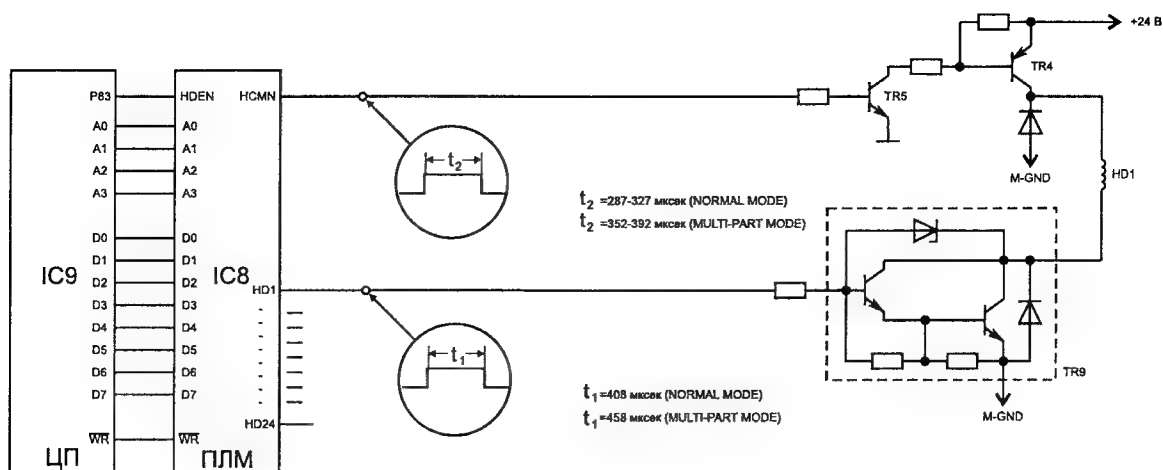 +24 В
TR4
TR5
P83
HDEN
HCMN
A0
A0
A1
A1
A2
A2
A3
A3
t2
M-GND
HD1
t2 =287-327 мксек (NORMAL MODE)
t2 =352-392 мксек (MULTI-PART MODE)
D0
D0
D1
D1
IC9
D2
D2
IC8
D3
D3
HD1
D4
D4
D5
D5
D6
D6
D7
D7
t1
TR9
t1 =408 мксек (NORMAL MODE)
t1 =458 мксек (MULTI-PART MODE)
M-GND
HD24
WR
WR
ЦП
ПЛМ